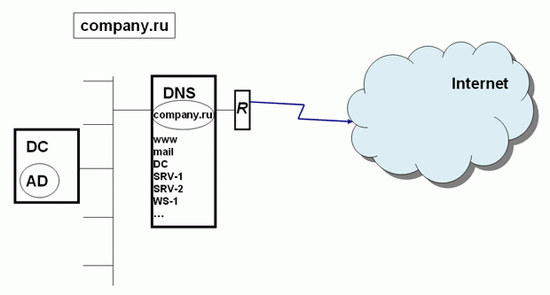 company.ru
DNS
company.ru
www
mail
DC
SRV-1
SRV-2
WS-1
...
R
Internet
DC
AD